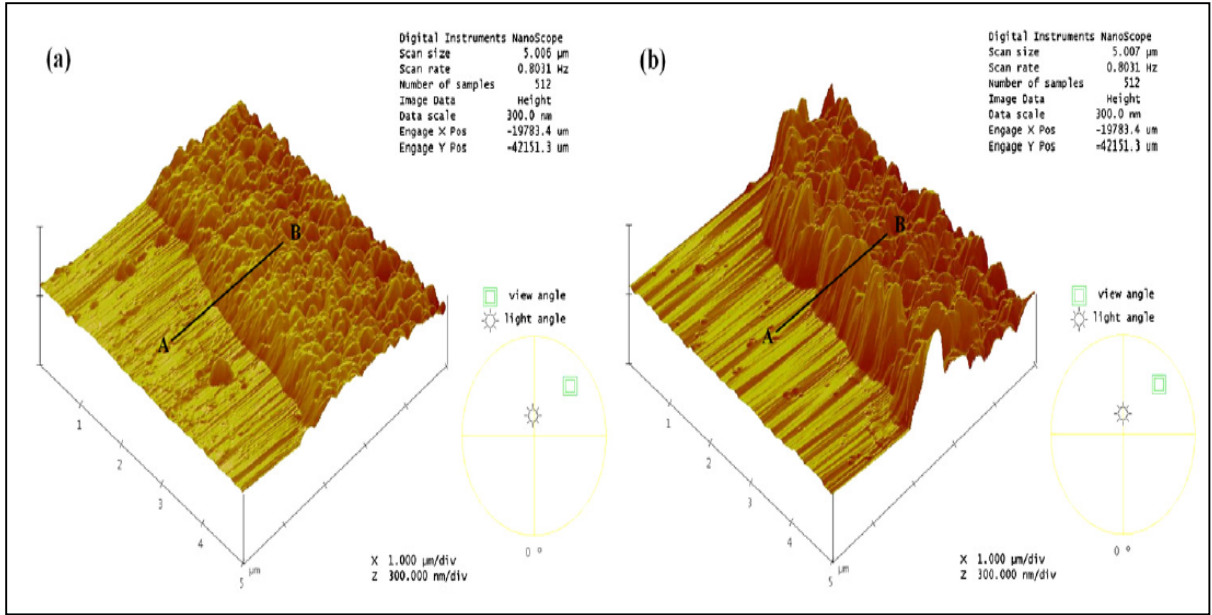 (a)
Digital Instruments NanoScope
Scan size 5.006 μm
Scan rate 0.8031 Hz
Number of samples 512
Image Data Height
Data scale 300.0 nm
Engage X Pos -19783.4 um
Engage Y Pos -42151.3 um
B
A
view angle
light angle
1
2
3
4
5
μm
0 °
X 1.000 μm/div
Z 300.000 nm/div
(b)
Digital Instruments NanoScope
Scan size 5.007 μm
Scan rate 0.8031 Hz
Number of samples 512
Image Data Height
Data scale 300.0 nm
Engage X Pos -19783.4 um
Engage Y Pos -42151.3 um
B
A
view angle
light angle
1
2
3
4
5
μm
0 °
X 1.000 μm/div
Z 300.000 nm/div